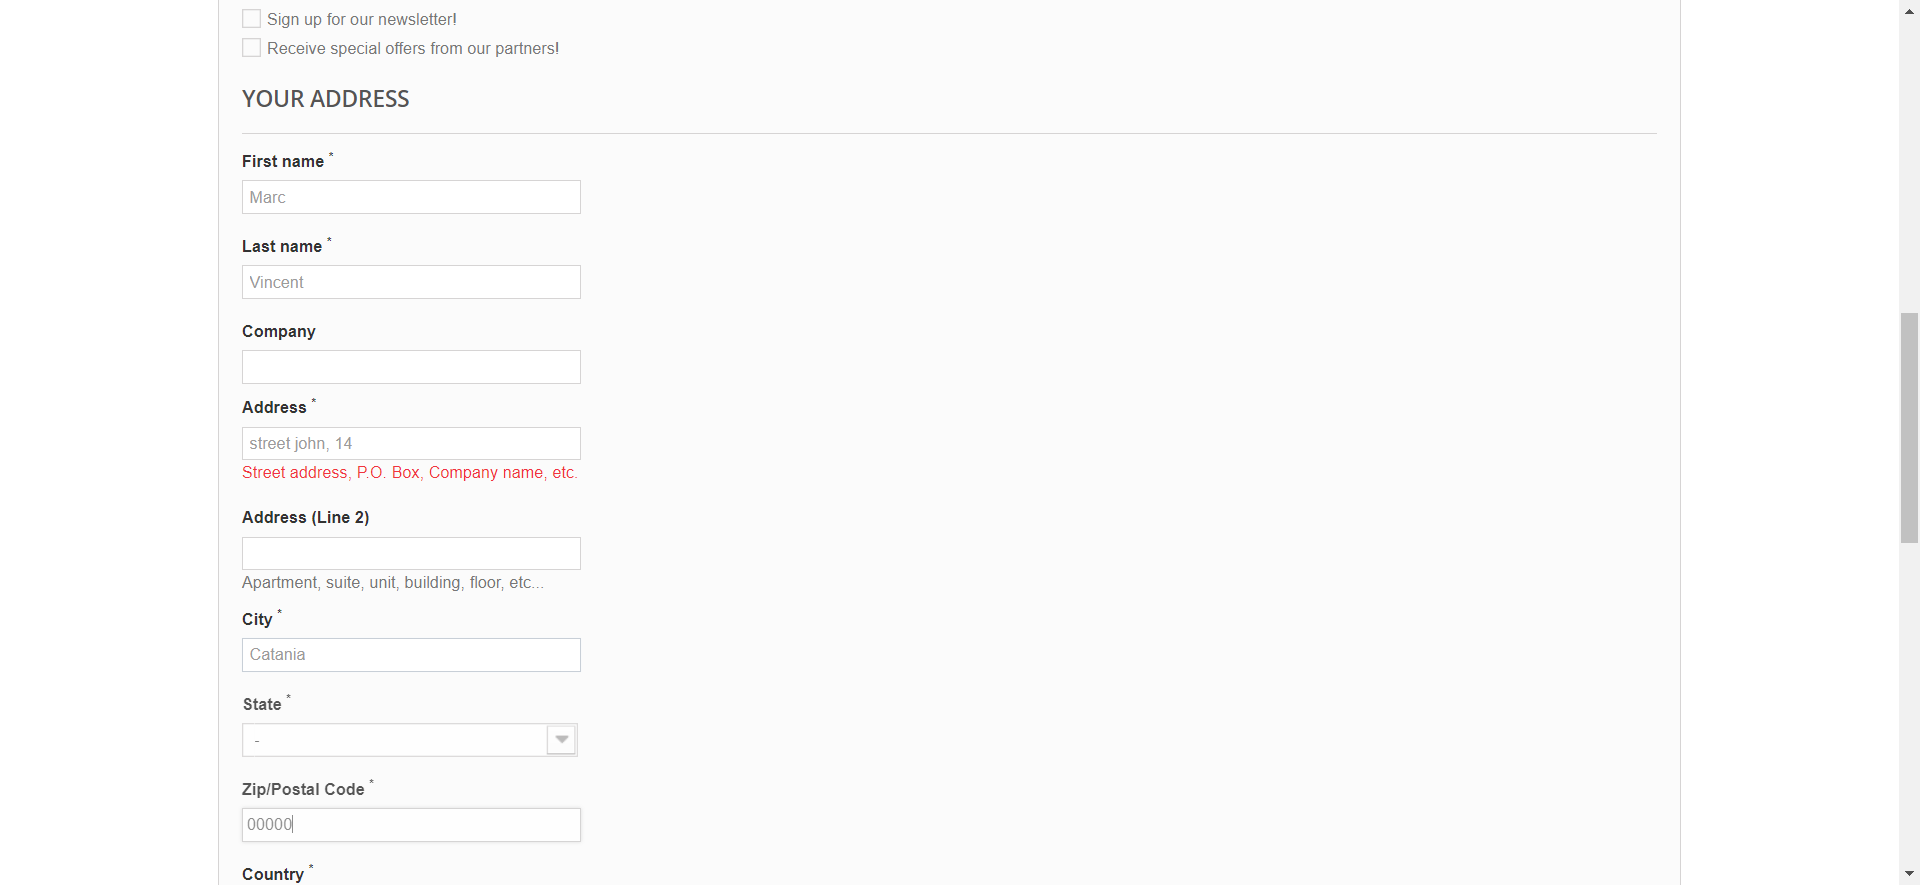 Sign up for our newsletter!
Receive special offers from our partners!
YOUR ADDRESS
First name *
Marc
Last name *
Vincent
Company
Address *
street john, 14
Street address, P.O. Box, Company name, etc.
Address (Line 2)
Apartment, suite, unit, building, floor, etc...
City *
Catania
State *
-
Zip/Postal Code *
00000
Country *